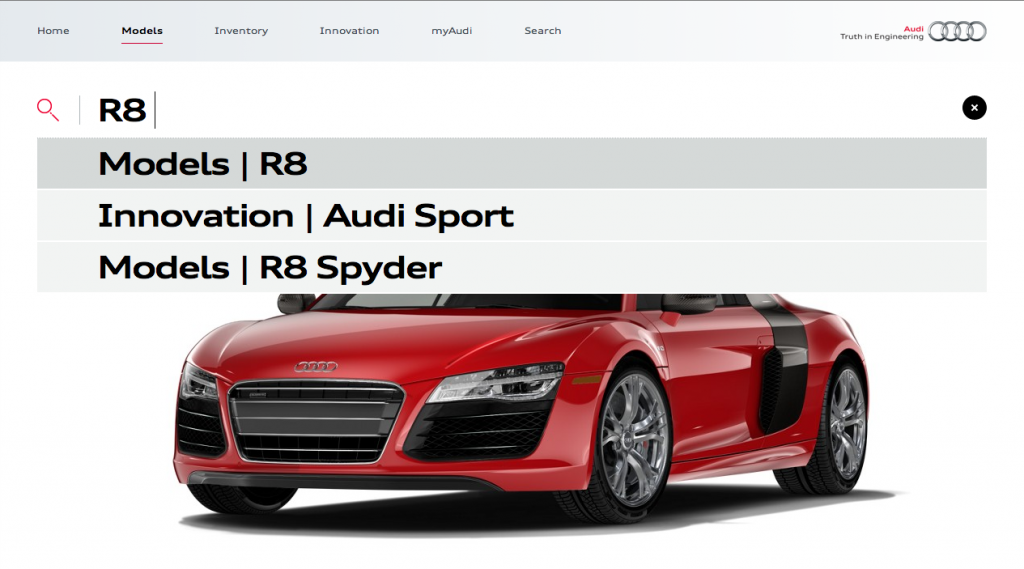 Home
Models
Inventory
Innovation
myAudi
Search
Audi
Truth in Engineering
R8
Models | R8
Innovation | Audi Sport
Models | R8 Spyder